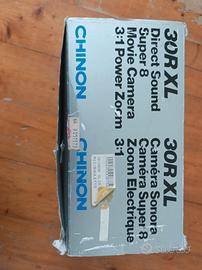 30R XL
Direct Sound
Super 8
Movie Camera
3:1 Power Zoom
CHINON
30R XL
Caméra Sonora
Caméra Super 8
Zoom Electrique
3:1
CHINON